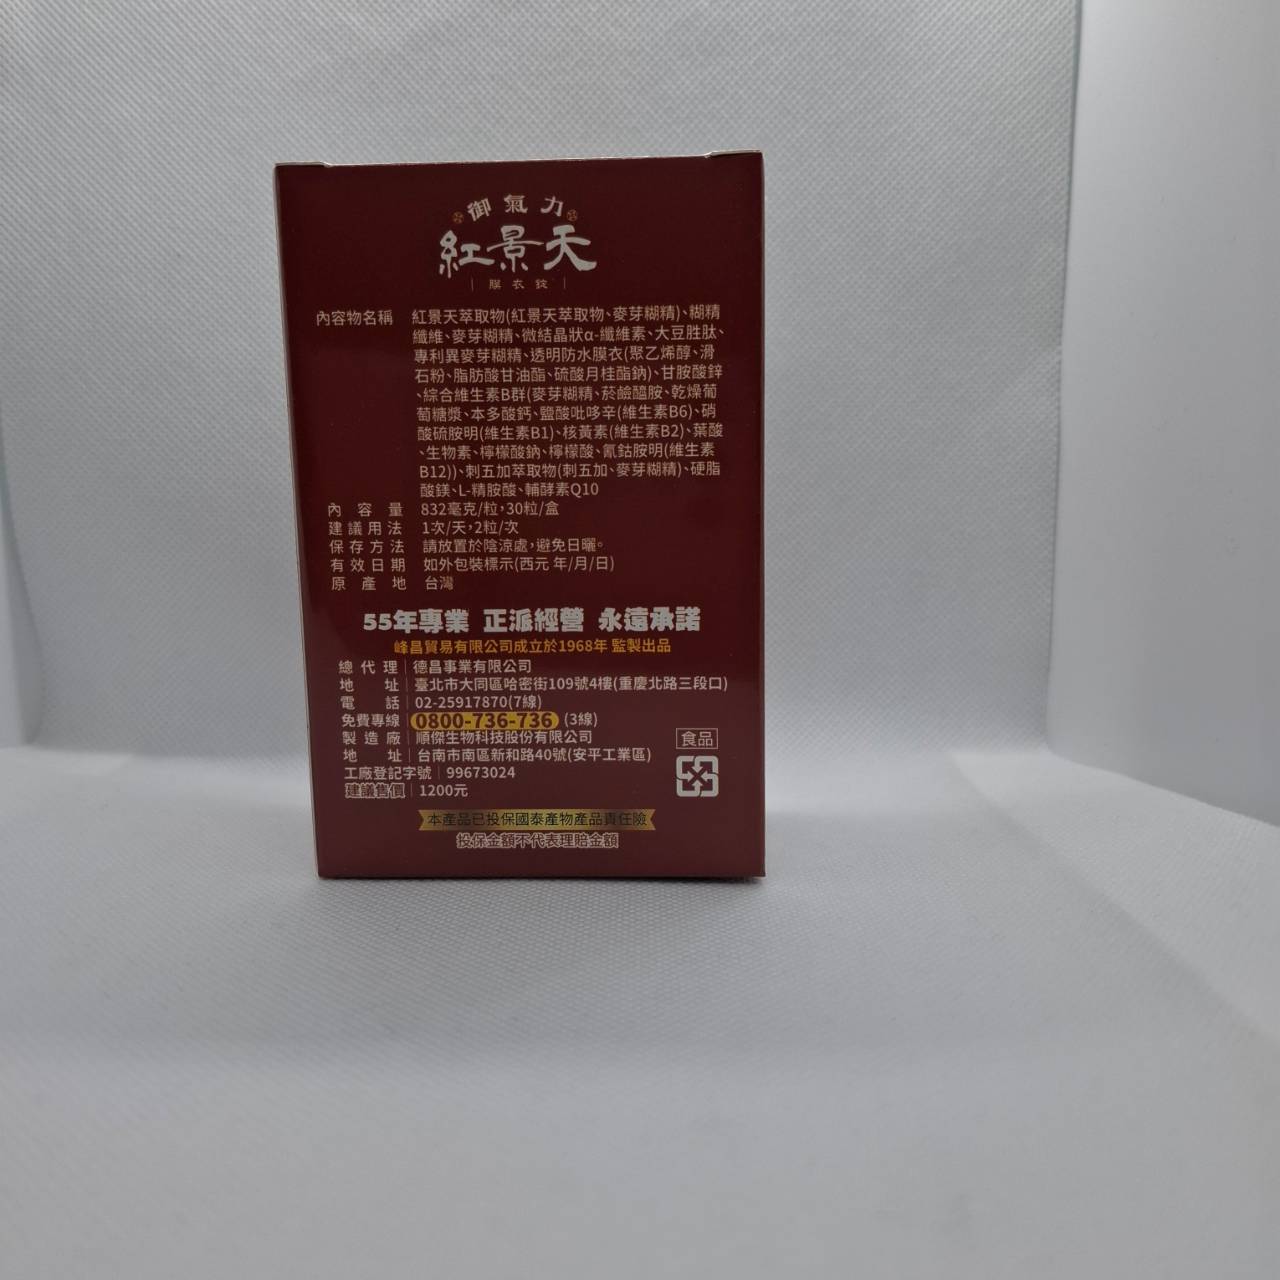 御氣力
紅景天
膜衣錠
內容物名稱 紅景天萃取物(紅景天萃取物、麥芽糊精)、糊精
纖維、麥芽糊精、微結晶狀α-纖維素、大豆胜肽、
專利異麥芽糊精、透明防水膜衣(聚乙烯醇、滑
石粉、脂肪酸甘油酯、硫酸月桂酯鈉)、甘胺酸鋅
、綜合維生素B群(麥芽糊精、菸鹼醯胺、乾燥葡
萄糖漿、本多酸鈣、鹽酸吡哆辛(維生素B6)、硝
酸硫胺明(維生素B1)、核黃素(維生素B2)、葉酸
、生物素、檸檬酸鈉、檸檬酸、氰鈷胺明(維生素
B12))、刺五加萃取物(刺五加、麥芽糊精)、硬脂
酸鎂、L-精胺酸、輔酵素Q10
內容量 832毫克/粒,30粒/盒
建議用法 1次/天,2粒/次
保存方法 請放置於陰涼處,避免日曬。
有效日期 如外包裝標示(西元 年/月/日)
原產地 台灣
55年專業 正派經營 永遠承諾
峰昌貿易有限公司成立於1968年 監製出品
總代理 德昌事業有限公司
地址 臺北市大同區哈密街109號4樓(重慶北路三段口)
電話 02-25917870(7線)
免費專線 0800-736-736 (3線)
製造廠 順傑生物科技股份有限公司
地址 台南市南區新和路40號(安平工業區)
工廠登記字號 99673024
建議售價 1200元
食品
本產品已投保國泰產物產品責任險
投保金額不代表理賠金額